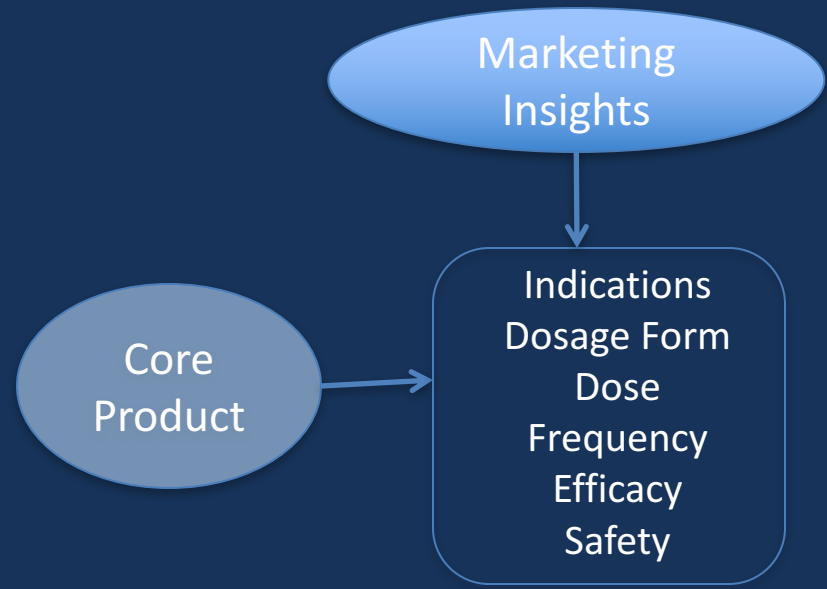 Marketing
Insights
Core
Product
Indications
Dosage Form
Dose
Frequency
Efficacy
Safety